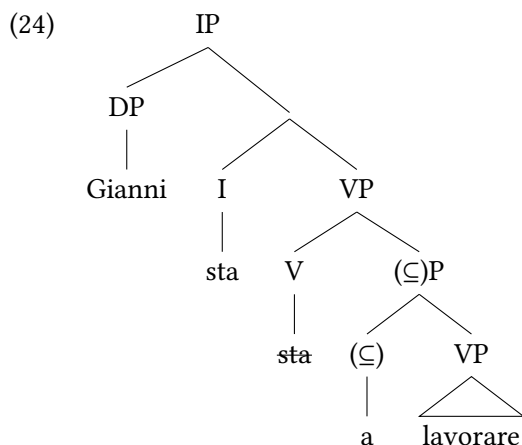 (24) IP
DP
Gianni I VP
sta V (⊆)P
sta (⊆) VP
a lavorare